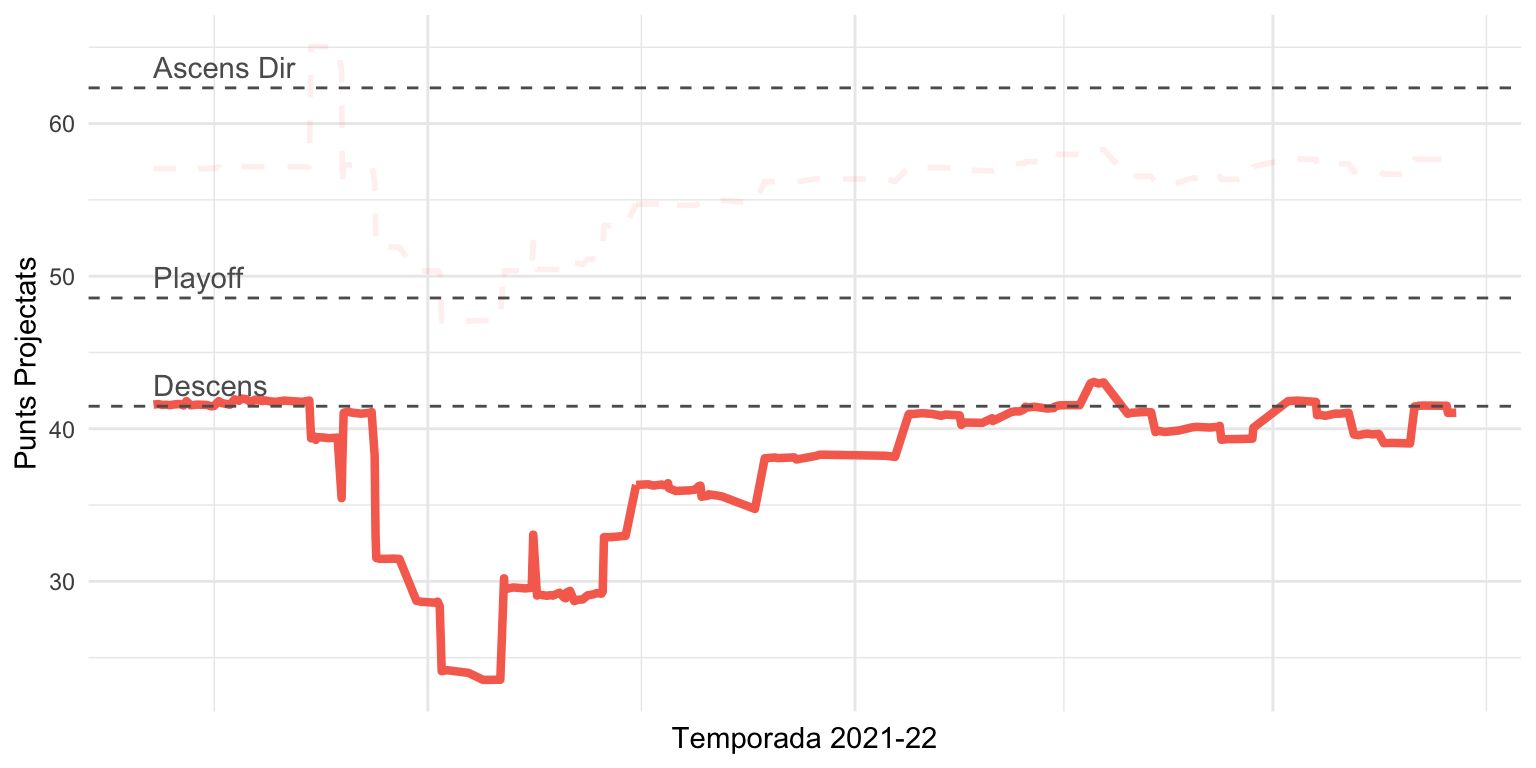 Ascens Dir
60
50
Playoff
Descens
40
30
Punts Projectats
Temporada 2021-22